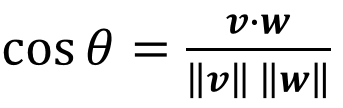 cos θ = v·w / ‖v‖ ‖w‖